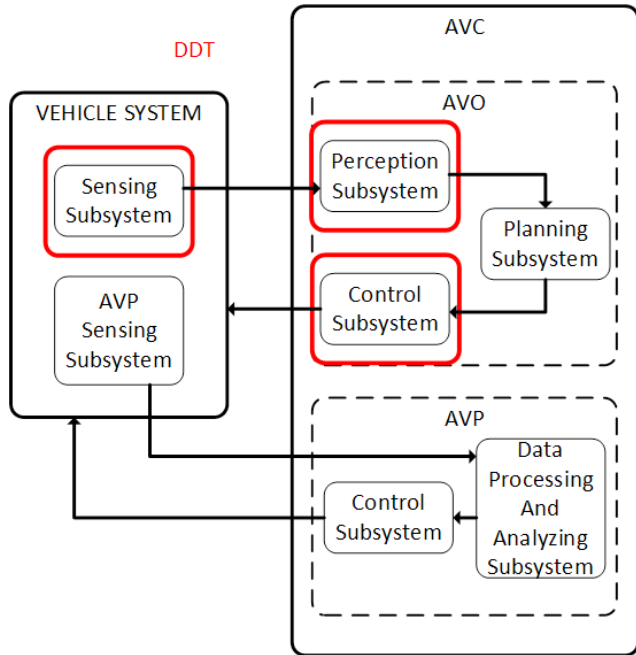 DDT
AVC
VEHICLE SYSTEM
Sensing
Subsystem
AVP
Sensing
Subsystem
AVO
Perception
Subsystem
Planning
Subsystem
Control
Subsystem
AVP
Data
Processing
And
Analyzing
Subsystem
Control
Subsystem